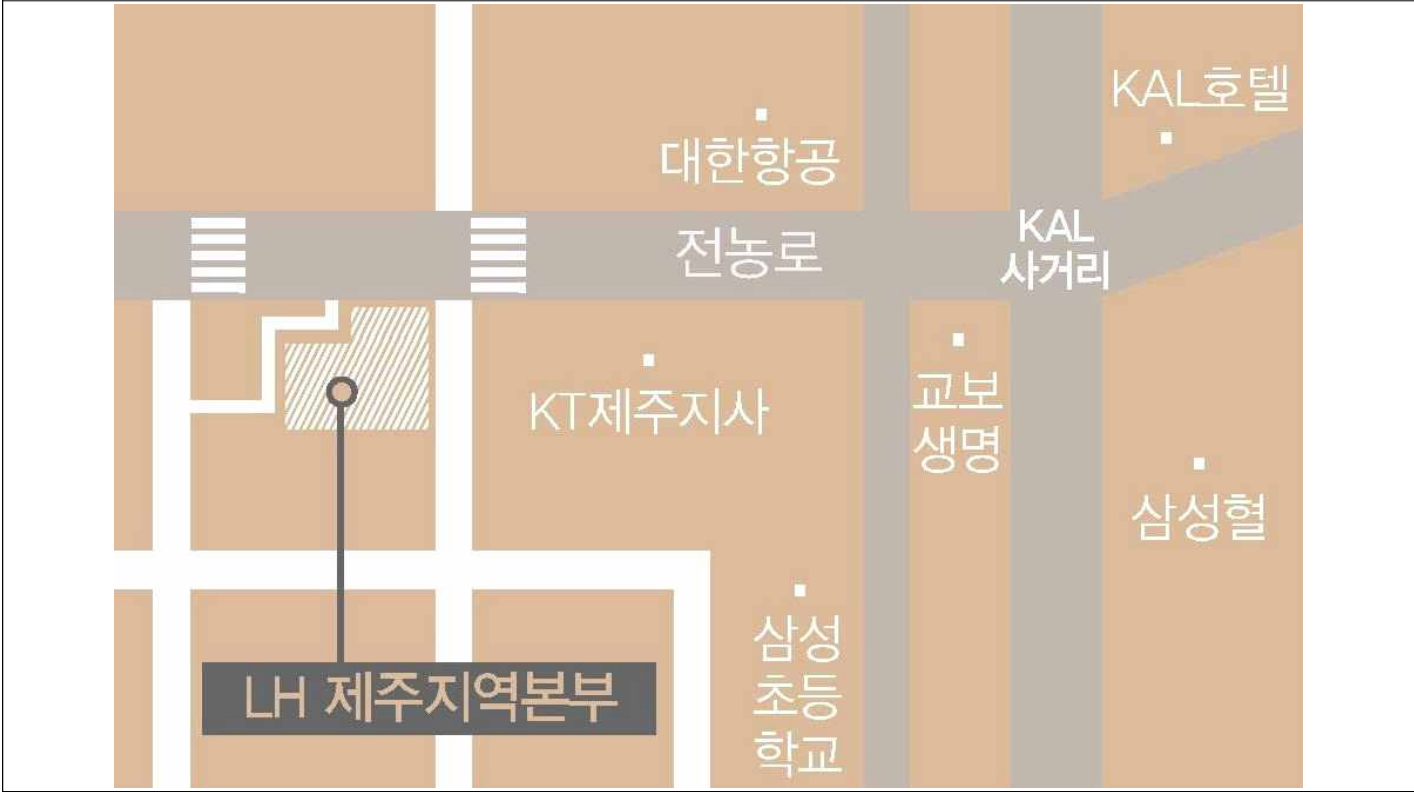 KAL호텔
대한항공
전농로
KAL
사거리
KT제주지사
교보
생명
삼성혈
삼성
초등
학교
LH 제주지역본부